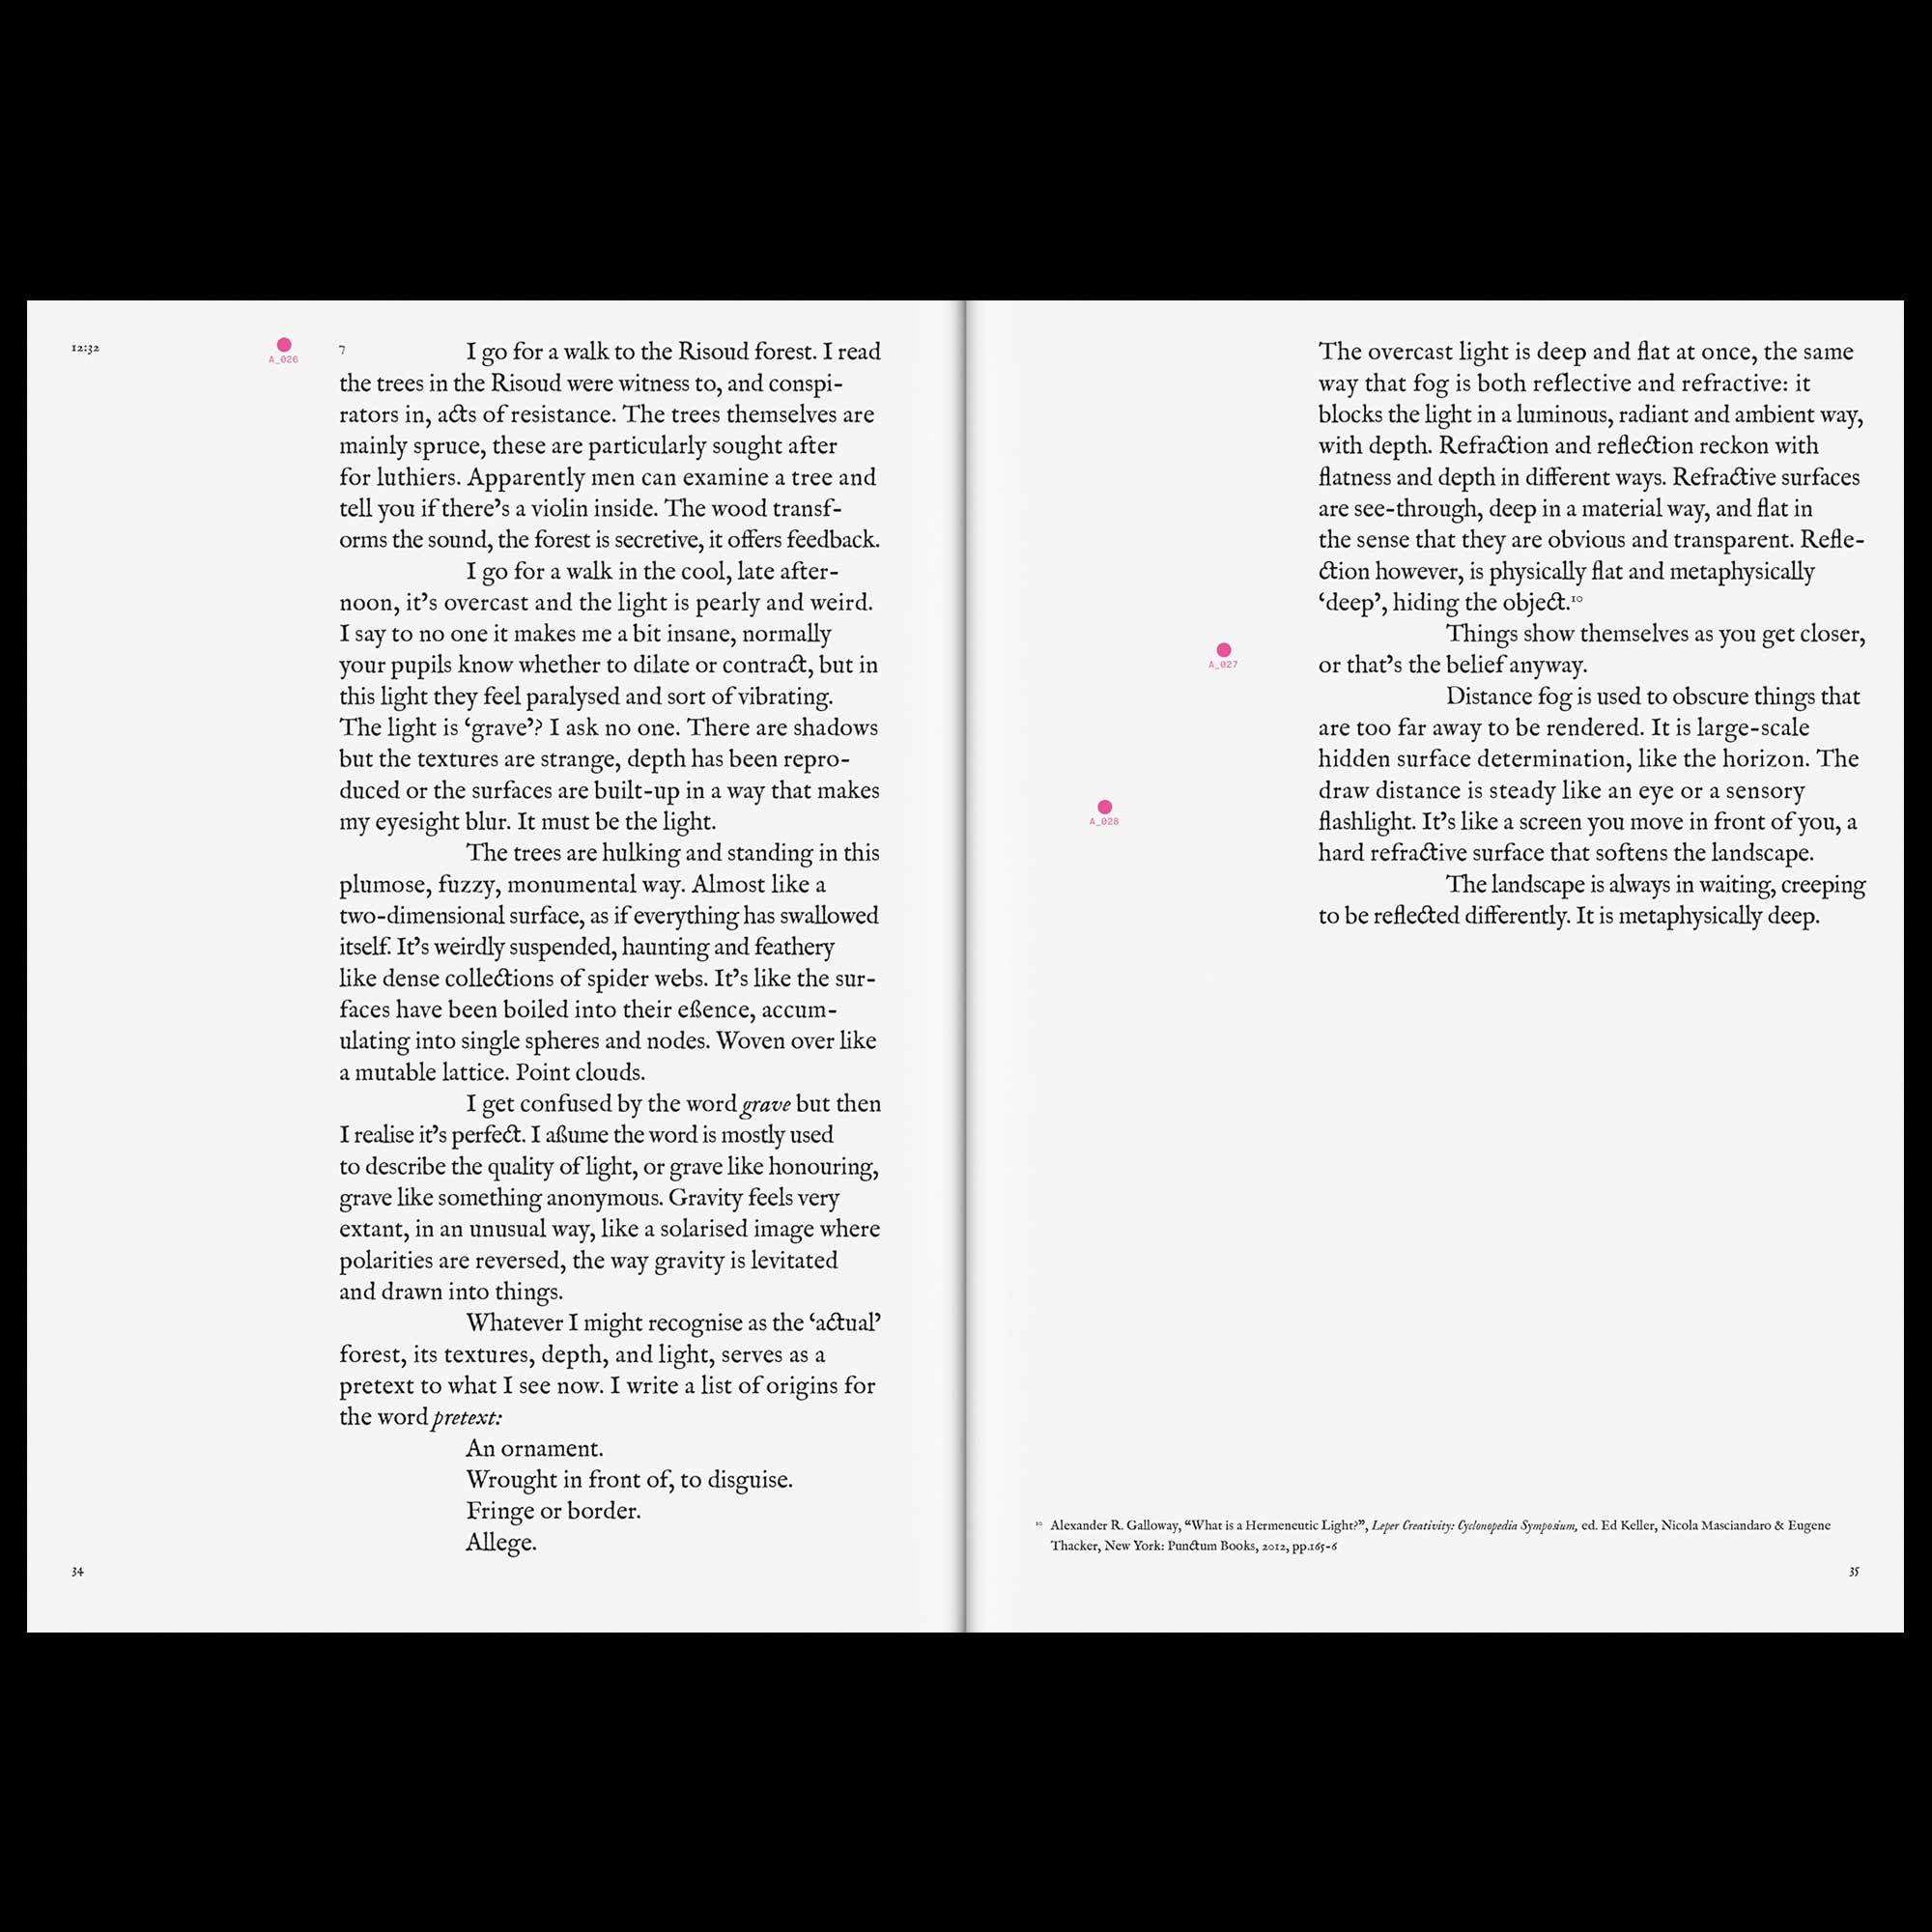 12:32
A_026
7
I go for a walk to the Risoud forest. I read
the trees in the Risoud were witness to, and conspi-
rators in, acts of resistance. The trees themselves are
mainly spruce, these are particularly sought after
for luthiers. Apparently men can examine a tree and
tell you if there’s a violin inside. The wood transf-
orms the sound, the forest is secretive, it offers feedback.
I go for a walk in the cool, late after-
noon, it’s overcast and the light is pearly and weird.
I say to no one it makes me a bit insane, normally
your pupils know whether to dilate or contract, but in
this light they feel paralysed and sort of vibrating.
The light is ‘grave’? I ask no one. There are shadows
but the textures are strange, depth has been repro-
duced or the surfaces are built-up in a way that makes
my eyesight blur. It must be the light.
The trees are hulking and standing in this
plumose, fuzzy, monumental way. Almost like a
two-dimensional surface, as if everything has swallowed
itself. It’s weirdly suspended, haunting and feathery
like dense collections of spider webs. It’s like the sur-
faces have been boiled into their eßence, accum-
ulating into single spheres and nodes. Woven over like
a mutable lattice. Point clouds.
I get confused by the word grave but then
I realise it’s perfect. I aßume the word is mostly used
to describe the quality of light, or grave like honouring,
grave like something anonymous. Gravity feels very
extant, in an unusual way, like a solarised image where
polarities are reversed, the way gravity is levitated
and drawn into things.
Whatever I might recognise as the ‘actual’
forest, its textures, depth, and light, serves as a
pretext to what I see now. I write a list of origins for
the word pretext:
An ornament.
Wrought in front of, to disguise.
Fringe or border.
Allege.
34
The overcast light is deep and flat at once, the same
way that fog is both reflective and refractive: it
blocks the light in a luminous, radiant and ambient way,
with depth. Refraction and reflection reckon with
flatness and depth in different ways. Refractive surfaces
are see-through, deep in a material way, and flat in
the sense that they are obvious and transparent. Refle-
ction however, is physically flat and metaphysically
‘deep’, hiding the object.¹⁰
Things show themselves as you get closer,
A_027
or that’s the belief anyway.
Distance fog is used to obscure things that
are too far away to be rendered. It is large-scale
hidden surface determination, like the horizon. The
draw distance is steady like an eye or a sensory
A_028
flashlight. It’s like a screen you move in front of you, a
hard refractive surface that softens the landscape.
The landscape is always in waiting, creeping
to be reflected differently. It is metaphysically deep.
¹⁰ Alexander R. Galloway, “What is a Hermeneutic Light?”, Leper Creativity: Cyclonopedia Symposium, ed. Ed Keller, Nicola Masciandaro & Eugene
Thacker, New York: Punctum Books, 2012, pp.165-6
35